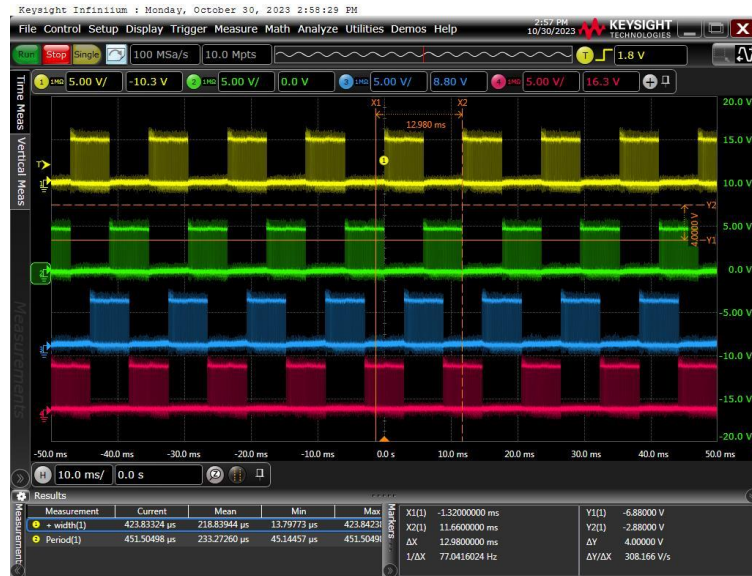 Keysight Infiniium : Monday, October 30, 2023 2:58:29 PM
File Control Setup Display Trigger Measure Math Analyze Utilities Demos Help
2:57 PM
10/30/2023
KEYSIGHT
TECHNOLOGIES
Run Stop Single 100 MSa/s 10.0 Mpts T 1.8 V
1 1MΩ 5.00 V/ -10.3 V 2 1MΩ 5.00 V/ 0.0 V 3 1MΩ 5.00 V/ 8.80 V 4 1MΩ 5.00 V/ 16.3 V
Time Meas
Vertical Meas
Measurements
X1 X2
12.980 ms
20.0 V
15.0 V
10.0 V
Y2
5.00 V
4.0000 V
Y1
0.0 V
-5.00 V
-10.0 V
-15.0 V
-20.0 V
-50.0 ms -40.0 ms -30.0 ms -20.0 ms -10.0 ms 0.0 s 10.0 ms 20.0 ms 30.0 ms 40.0 ms 50.0 ms
H 10.0 ms/ 0.0 s
Results
Measurement Current Mean Min Max
+ width(1) 423.83324 µs 218.83944 µs 13.79773 µs 423.84238
Period(1) 451.50498 µs 233.27260 µs 45.14457 µs 451.50498
Markers
X1(1) -1.32000000 ms Y1(1) -6.88000 V
X2(1) 11.6600000 ms Y2(1) -2.88000 V
ΔX 12.9800000 ms ΔY 4.00000 V
1/ΔX 77.0416024 Hz ΔY/ΔX 308.166 V/s